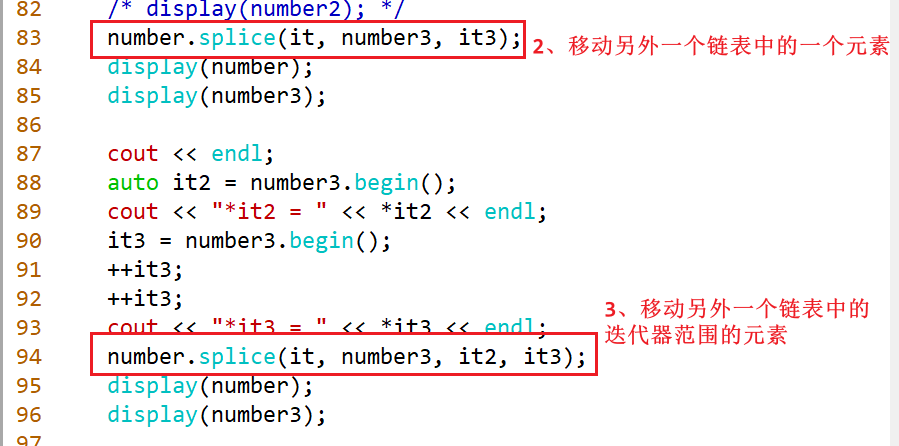 82 /* display(number2); */
83 number.splice(it, number3, it3);
2、移动另外一个链表中的一个元素
84 display(number);
85 display(number3);
86
87 cout << endl;
88 auto it2 = number3.begin();
89 cout << "*it2 = " << *it2 << endl;
90 it3 = number3.begin();
91 ++it3;
92 ++it3;
3、移动另外一个链表中的
迭代器范围的元素
93 cout << "*it3 = " << *it3 << endl;
94 number.splice(it, number3, it2, it3);
95 display(number);
96 display(number3);
97